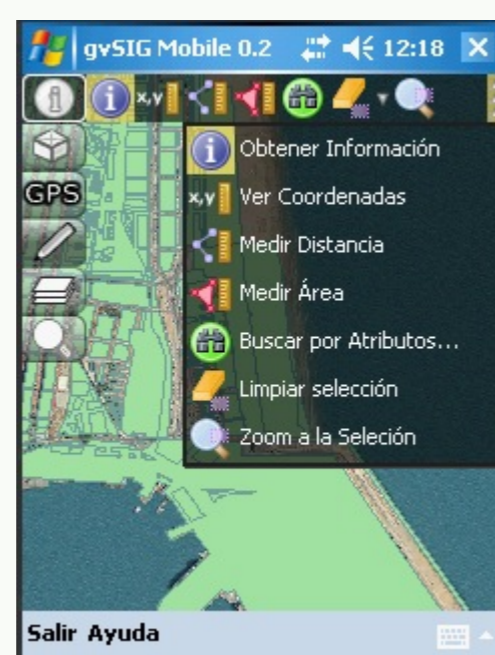 gvSIG Mobile 0.2 12:18
x,y
Obtener Información
x,y Ver Coordenadas
GPS
Medir Distancia
Medir Área
Buscar por Atributos...
Limpiar selección
Zoom a la Seleción
Salir Ayuda